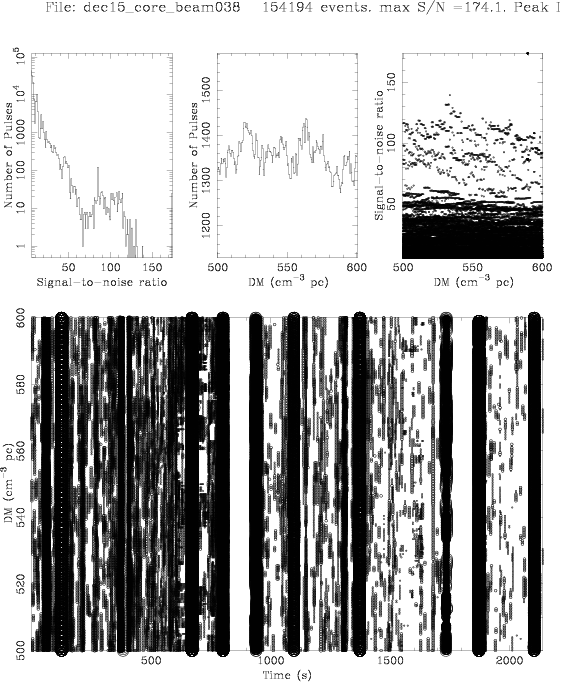 File: dec15_core_beam038 154194 events. max S/N =174.1. Peak I
Number of Pulses
10^5
10^4
1000
100
10
1
50 100 150
Signal-to-noise ratio
Number of Pulses
1400
1300
1200
500 550 600
DM (cm^-3 pc)
Signal-to-noise ratio
150
100
50
500 550 600
DM (cm^-3 pc)
DM (cm^-3 pc)
600
580
560
540
520
500
500 1000 1500 2000
Time (s)